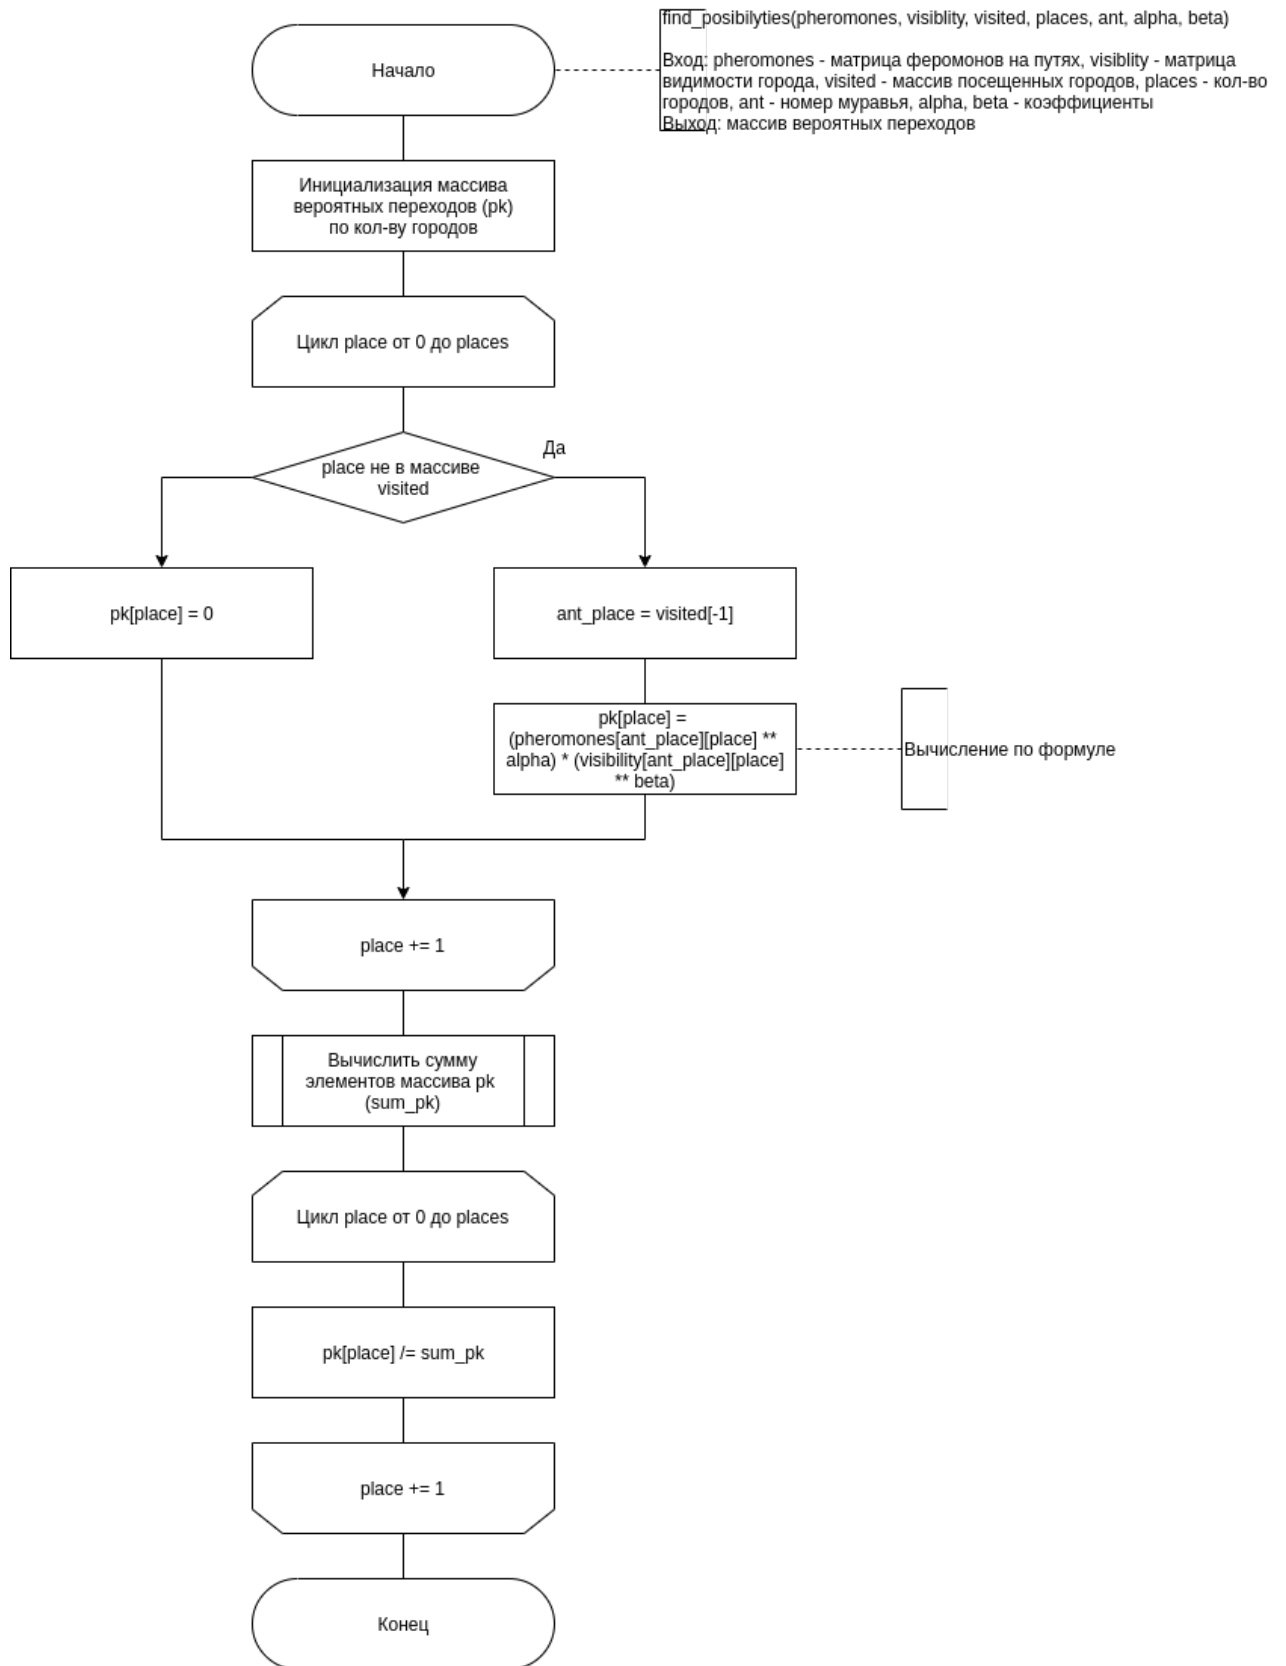 find_posibilyties(pheromones, visiblity, visited, places, ant, alpha, beta)
Вход: pheromones - матрица феромонов на путях, visiblity - матрица
видимости города, visited - массив посещенных городов, places - кол-во
городов, ant - номер муравья, alpha, beta - коэффициенты
Выход: массив вероятных переходов
Начало
Инициализация массива
вероятных переходов (pk)
по кол-ву городов
Цикл place от 0 до places
Да
place не в массиве
visited
pk[place] = 0
ant_place = visited[-1]
pk[place] =
(pheromones[ant_place][place] **
alpha) * (visibility[ant_place][place]
** beta)
Вычисление по формуле
place += 1
Вычислить сумму
элементов массива pk
(sum_pk)
Цикл place от 0 до places
pk[place] /= sum_pk
place += 1
Конец